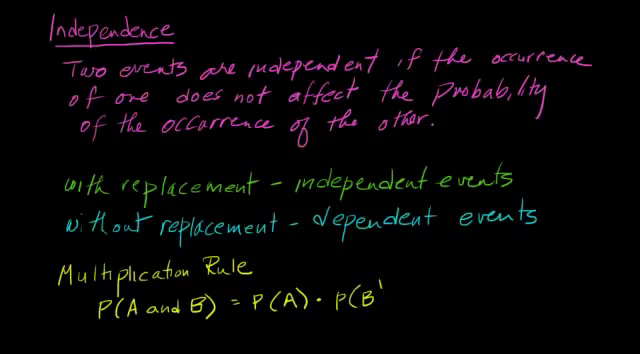 Independence
Two events are independent if the occurrence
of one does not affect the probability
of the occurrence of the other.
with replacement - independent events
without replacement - dependent events
Multiplication Rule
P(A and B) = P(A) · P(B'